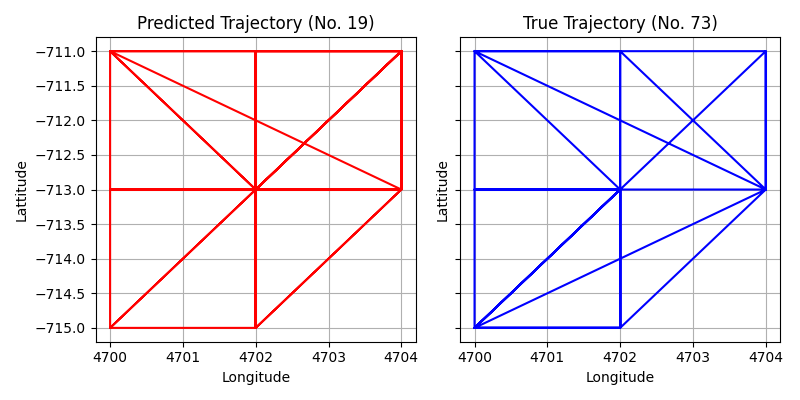 Predicted Trajectory (No. 19)
True Trajectory (No. 73)
−711.0
−711.5
−712.0
−712.5
−713.0
−713.5
−714.0
−714.5
−715.0
Lattitude
Lattitude
4700 4701 4702 4703 4704
4700 4701 4702 4703 4704
Longitude
Longitude